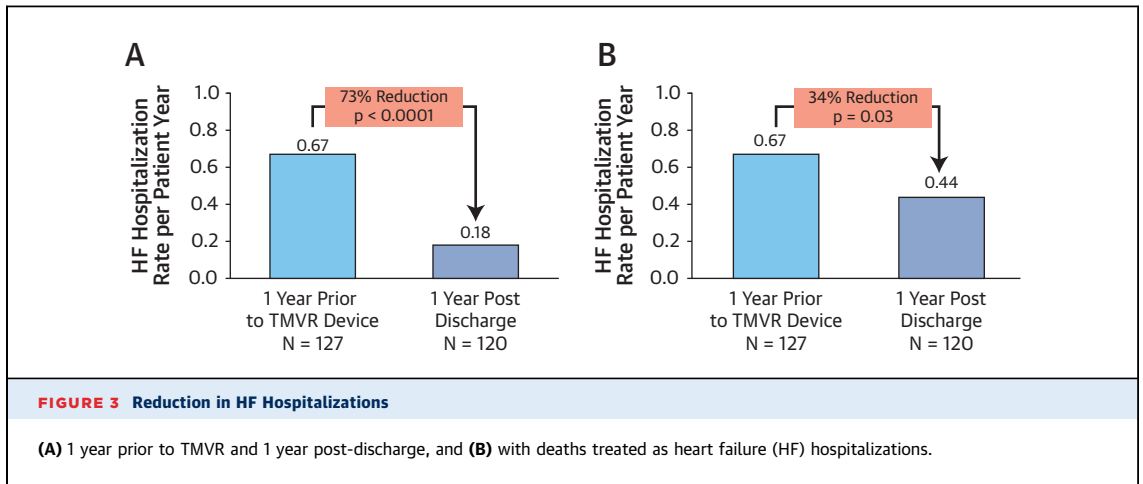 A
HF Hospitalization
Rate per Patient Year
1.0
0.8
0.6
0.4
0.2
0.0
73% Reduction
p < 0.0001
0.67
0.18
1 Year Prior
to TMVR Device
N = 127
1 Year Post
Discharge
N = 120
B
HF Hospitalization
Rate per Patient Year
1.0
0.8
0.6
0.4
0.2
0.0
34% Reduction
p = 0.03
0.67
0.44
1 Year Prior
to TMVR Device
N = 127
1 Year Post
Discharge
N = 120
FIGURE 3 Reduction in HF Hospitalizations
(A) 1 year prior to TMVR and 1 year post-discharge, and (B) with deaths treated as heart failure (HF) hospitalizations.